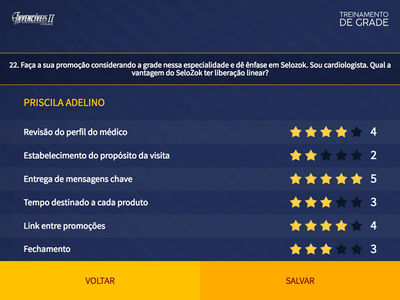 INVENCÍVEIS II
TREINAMENTO
DE GRADE
22. Faça a sua promoção considerando a grade nessa especialidade e dê ênfase em Selozok. Sou cardiologista. Qual a
vantagem do SeloZok ter liberação linear?
PRISCILA ADELINO
Revisão do perfil do médico 4
Estabelecimento do propósito da visita 2
Entrega de mensagens chave 5
Tempo destinado a cada produto 3
Link entre promoções 4
Fechamento 3
VOLTAR SALVAR